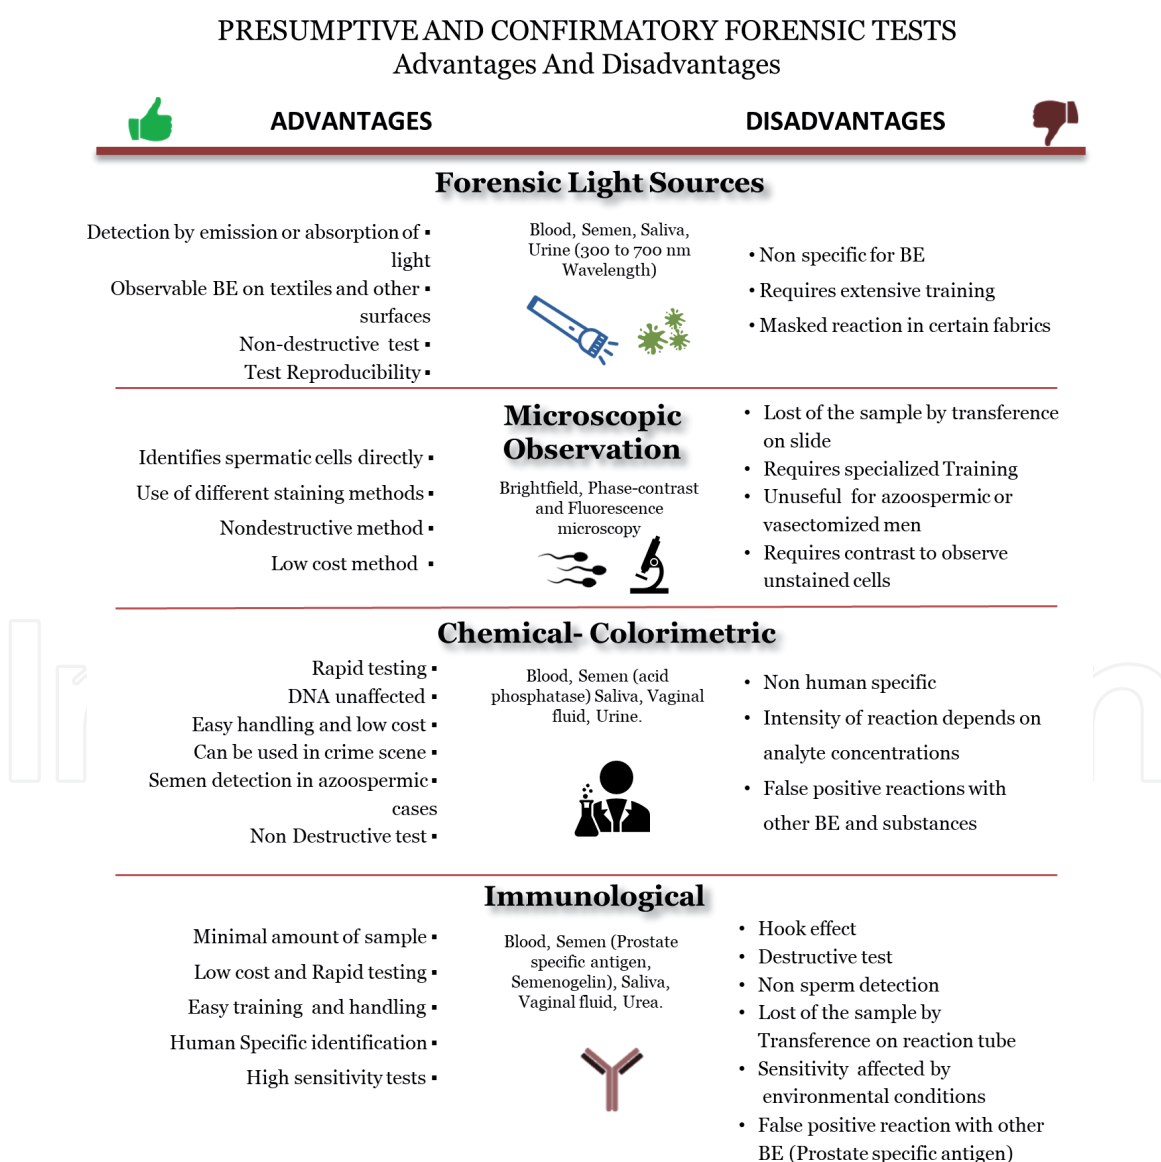 PRESUMPTIVE AND CONFIRMATORY FORENSIC TESTS
Advantages And Disadvantages
ADVANTAGES
DISADVANTAGES
Forensic Light Sources
Detection by emission or absorption of ▪
light
Observable BE on textiles and other ▪
surfaces
Non-destructive test ▪
Test Reproducibility ▪
Blood, Semen, Saliva,
Urine (300 to 700 nm
Wavelength)
• Non specific for BE
• Requires extensive training
• Masked reaction in certain fabrics
Microscopic
Observation
Identifies spermatic cells directly ▪
Use of different staining methods ▪
Nondestructive method ▪
Low cost method ▪
Brightfield, Phase-contrast
and Fluorescence
microscopy
• Lost of the sample by transference
on slide
• Requires specialized Training
• Unuseful for azoospermic or
vasectomized men
• Requires contrast to observe
unstained cells
Chemical- Colorimetric
Rapid testing ▪
DNA unaffected ▪
Easy handling and low cost ▪
Can be used in crime scene ▪
Semen detection in azoospermic ▪
cases
Non Destructive test ▪
Blood, Semen (acid
phosphatase) Saliva, Vaginal
fluid, Urine.
• Non human specific
• Intensity of reaction depends on
analyte concentrations
• False positive reactions with
other BE and substances
Immunological
Minimal amount of sample ▪
Low cost and Rapid testing ▪
Easy training and handling ▪
Human Specific identification ▪
High sensitivity tests ▪
Blood, Semen (Prostate
specific antigen,
Semenogelin), Saliva,
Vaginal fluid, Urea.
• Hook effect
• Destructive test
• Non sperm detection
• Lost of the sample by
Transference on reaction tube
• Sensitivity affected by
environmental conditions
• False positive reaction with other
BE (Prostate specific antigen)